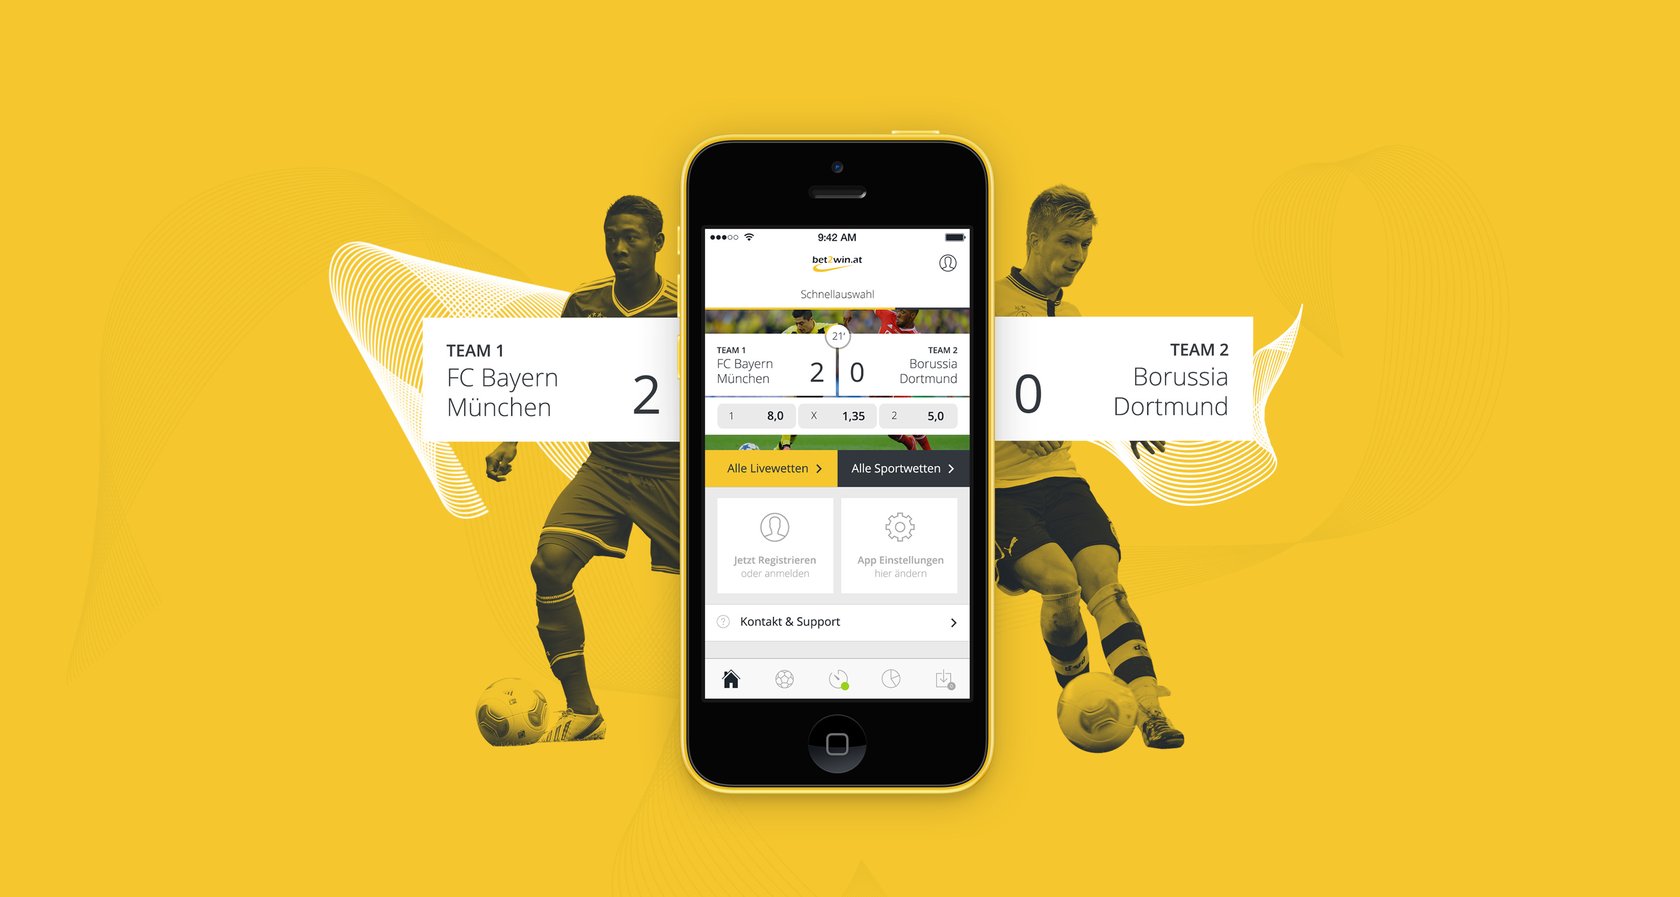 TEAM 1
FC Bayern
München
2
9:42 AM
bet2win.at
Schnellauswahl
21'
TEAM 1
FC Bayern
München
2
0
TEAM 2
Borussia
Dortmund
1 8,0
X 1,35
2 5,0
Alle Livewetten
Alle Sportwetten
Jetzt Registrieren
oder anmelden
App Einstellungen
hier ändern
? Kontakt & Support
0
TEAM 2
Borussia
Dortmund